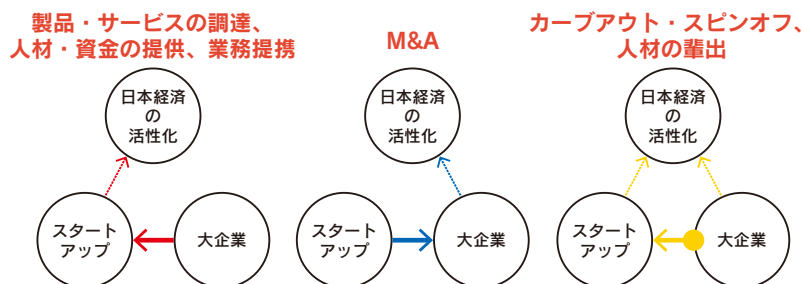 製品・サービスの調達、
人材・資金の提供、業務提携
日本経済
の
活性化
スタート
アップ
大企業
M&A
日本経済
の
活性化
スタート
アップ
大企業
カーブアウト・スピンオフ、
人材の輩出
日本経済
の
活性化
スタート
アップ
大企業